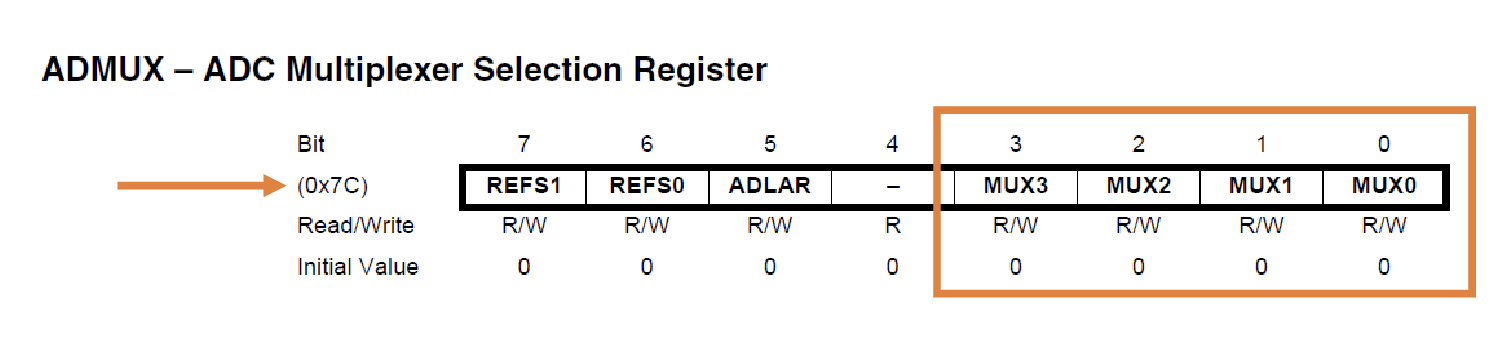 ADMUX – ADC Multiplexer Selection Register
Bit 7 6 5 4 3 2 1 0
(0x7C) REFS1 REFS0 ADLAR – MUX3 MUX2 MUX1 MUX0
Read/Write R/W R/W R/W R R/W R/W R/W R/W
Initial Value 0 0 0 0 0 0 0 0